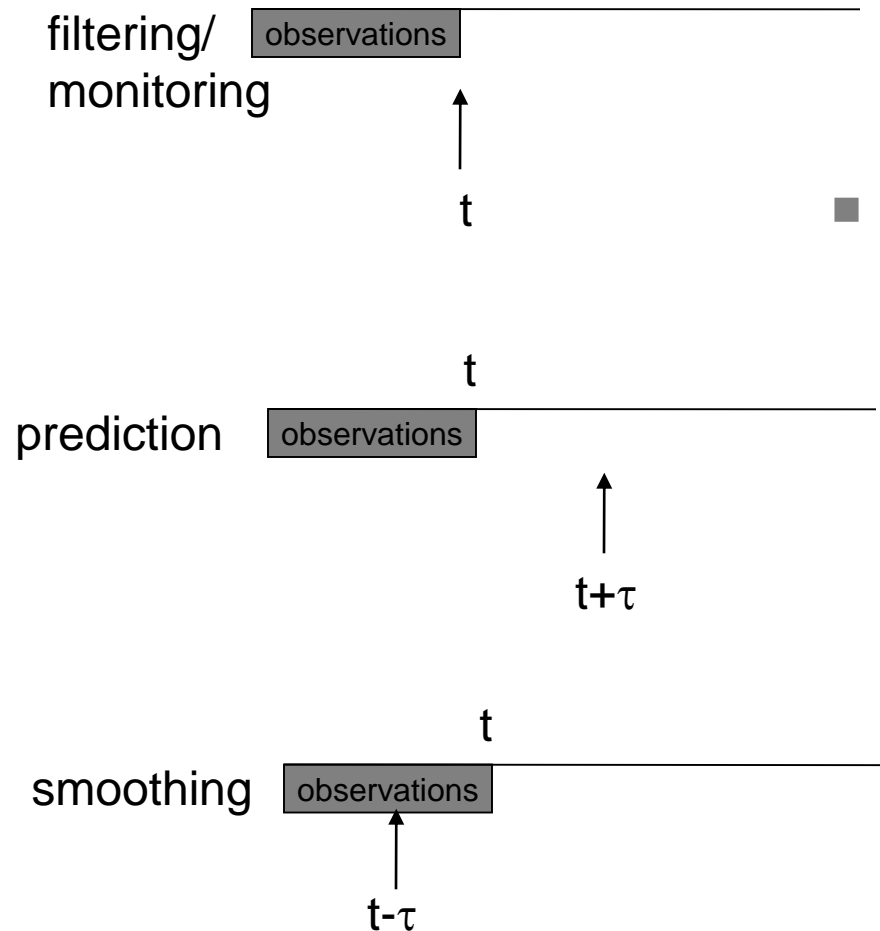 filtering/
monitoring
observations
t
t
prediction
observations
t+τ
t
smoothing
observations
t-τ